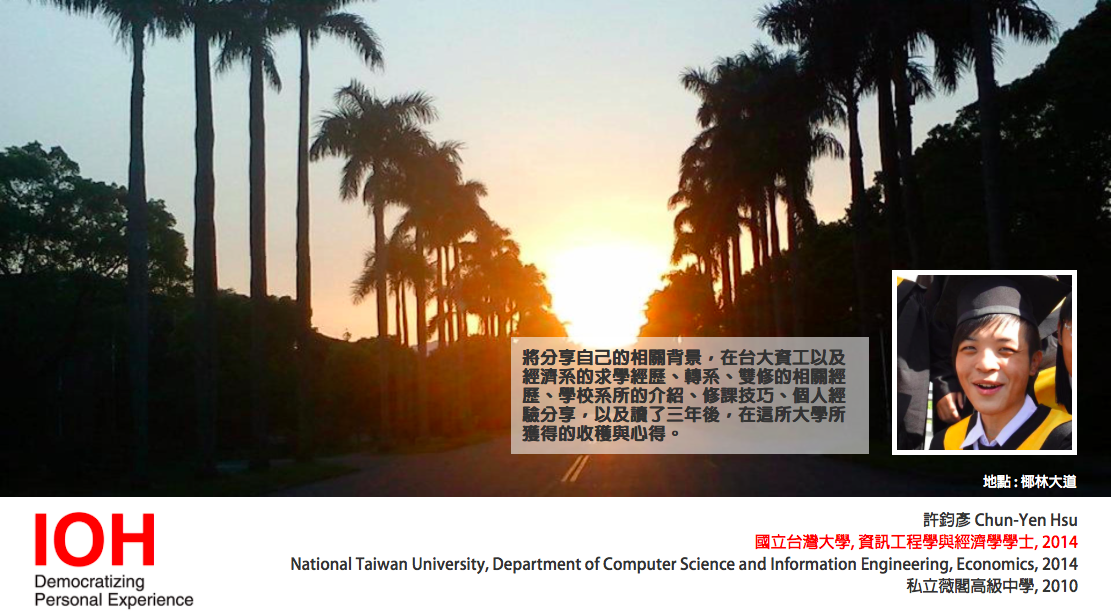 將分享自己的相關背景，在台大資工以及
經濟系的求學經歷、轉系、雙修的相關經
歷、學校系所的介紹、修課技巧、個人經
驗分享，以及讀了三年後，在這所大學所
獲得的收穫與心得。
地點 : 椰林大道
IOH
Democratizing
Personal Experience
許鈞彥 Chun-Yen Hsu
國立台灣大學, 資訊工程學與經濟學學士, 2014
National Taiwan University, Department of Computer Science and Information Engineering, Economics, 2014
私立薇閣高級中學, 2010